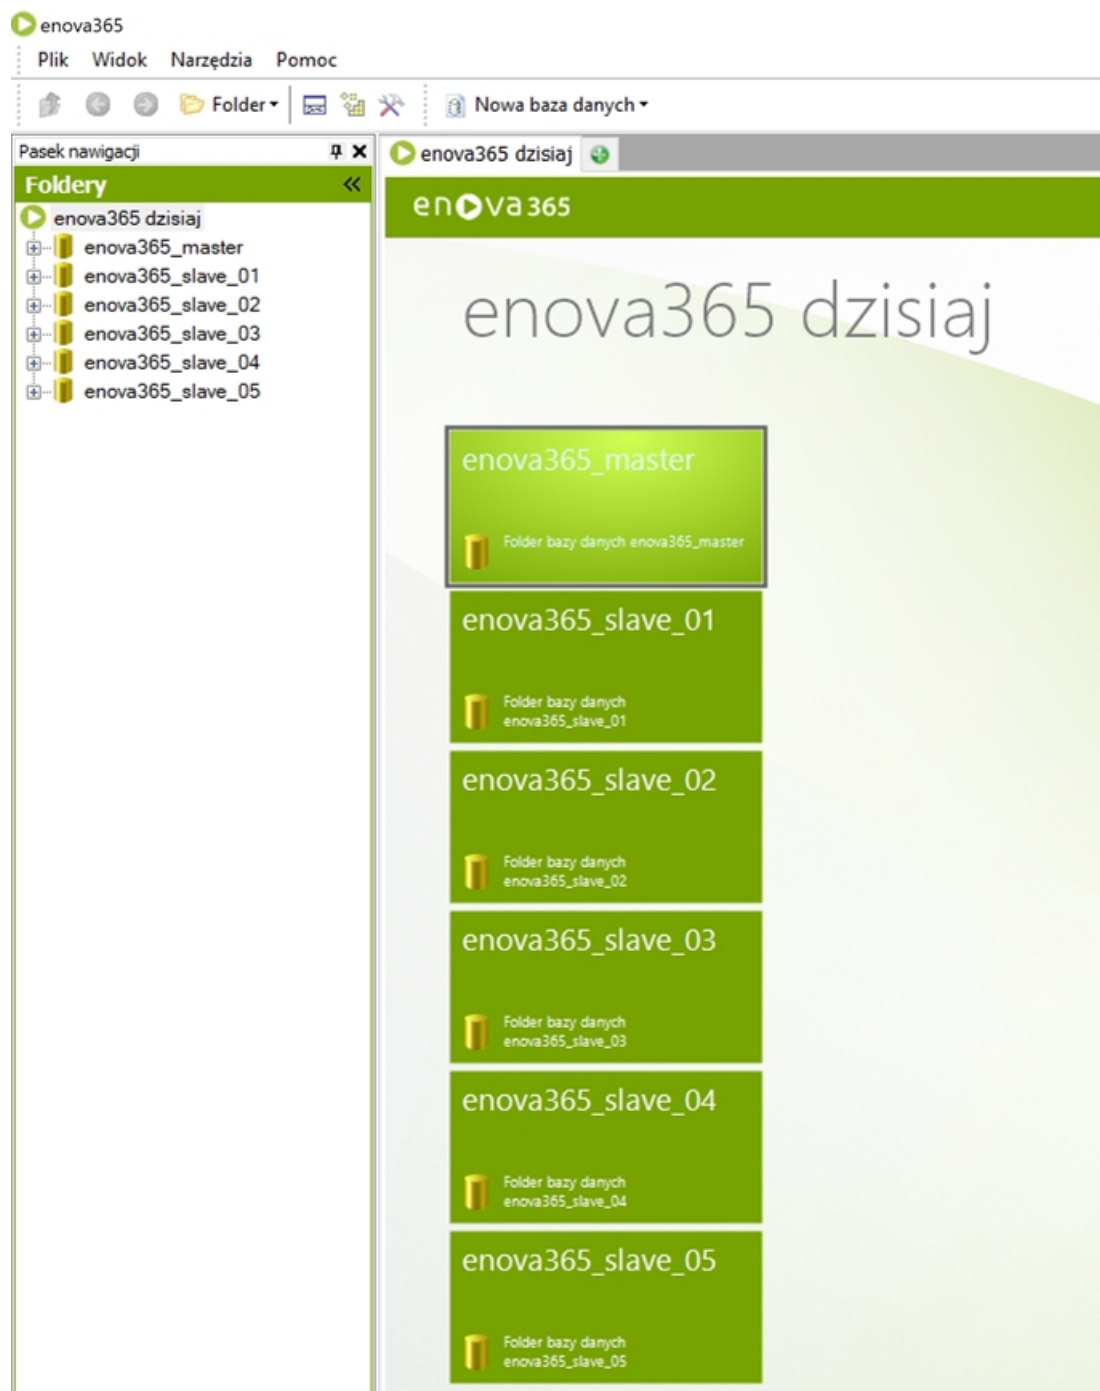 enova365
Plik Widok Narzędzia Pomoc
Folder Nowa baza danych
Pasek nawigacji
enova365 dzisiaj
Foldery
enova365 dzisiaj
enova365_master
enova365_slave_01
enova365_slave_02
enova365_slave_03
enova365_slave_04
enova365_slave_05
enova365
enova365 dzisiaj
enova365_master
Folder bazy danych enova365_master
enova365_slave_01
Folder bazy danych
enova365_slave_01
enova365_slave_02
Folder bazy danych
enova365_slave_02
enova365_slave_03
Folder bazy danych
enova365_slave_03
enova365_slave_04
Folder bazy danych
enova365_slave_04
enova365_slave_05
Folder bazy danych
enova365_slave_05